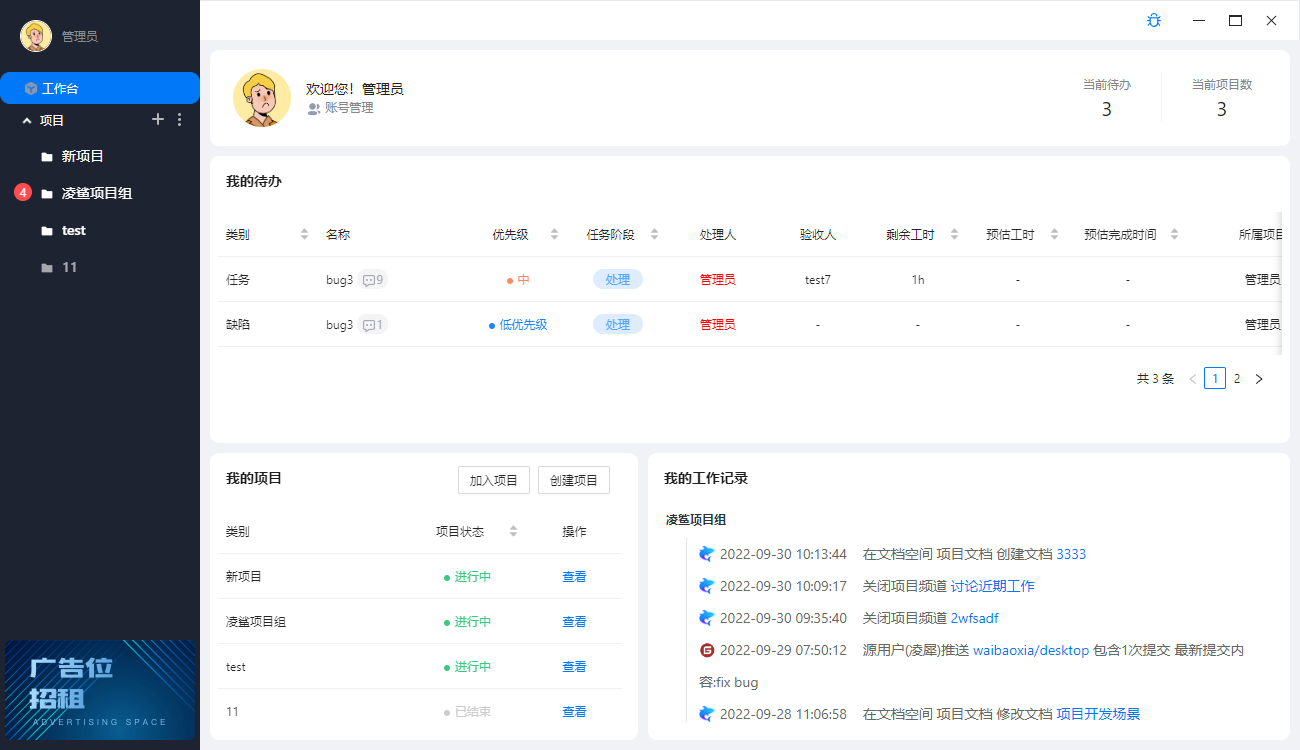 管理员
工作台
项目
新项目
4 凌鲨项目组
test
11
广告位
招租
ADVERTISING SPACE
欢迎您！管理员
账号管理
当前待办 当前项目数
3 3
我的待办
类别 名称 优先级 任务阶段 处理人 验收人 剩余工时 预估工时 预估完成时间 所属项目
任务 bug3 9 中 处理 管理员 test7 1h - - 管理员
缺陷 bug3 1 低优先级 处理 管理员 - - - - 管理员
共 3 条 < 1 2 >
我的项目 加入项目 创建项目
类别 项目状态 操作
新项目 进行中 查看
凌鲨项目组 进行中 查看
test 进行中 查看
11 已结束 查看
我的工作记录
凌鲨项目组
2022-09-30 10:13:44 在文档空间 项目文档 创建文档 3333
2022-09-30 10:09:17 关闭项目频道 讨论近期工作
2022-09-30 09:35:40 关闭项目频道 2wfsadf
2022-09-29 07:50:12 源用户(凌犀)推送 waibaoxia/desktop 包含1次提交 最新提交内
容:fix bug
2022-09-28 11:06:58 在文档空间 项目文档 修改文档 项目开发场景